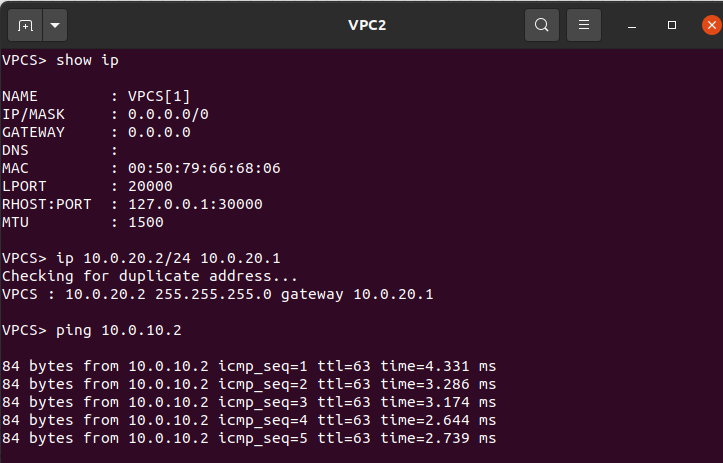 VPC2
VPCS> show ip
NAME        : VPCS[1]
IP/MASK     : 0.0.0.0/0
GATEWAY     : 0.0.0.0
DNS         :
MAC         : 00:50:79:66:68:06
LPORT       : 20000
RHOST:PORT  : 127.0.0.1:30000
MTU         : 1500
VPCS> ip 10.0.20.2/24 10.0.20.1
Checking for duplicate address...
VPCS : 10.0.20.2 255.255.255.0 gateway 10.0.20.1
VPCS> ping 10.0.10.2
84 bytes from 10.0.10.2 icmp_seq=1 ttl=63 time=4.331 ms
84 bytes from 10.0.10.2 icmp_seq=2 ttl=63 time=3.286 ms
84 bytes from 10.0.10.2 icmp_seq=3 ttl=63 time=3.174 ms
84 bytes from 10.0.10.2 icmp_seq=4 ttl=63 time=2.644 ms
84 bytes from 10.0.10.2 icmp_seq=5 ttl=63 time=2.739 ms